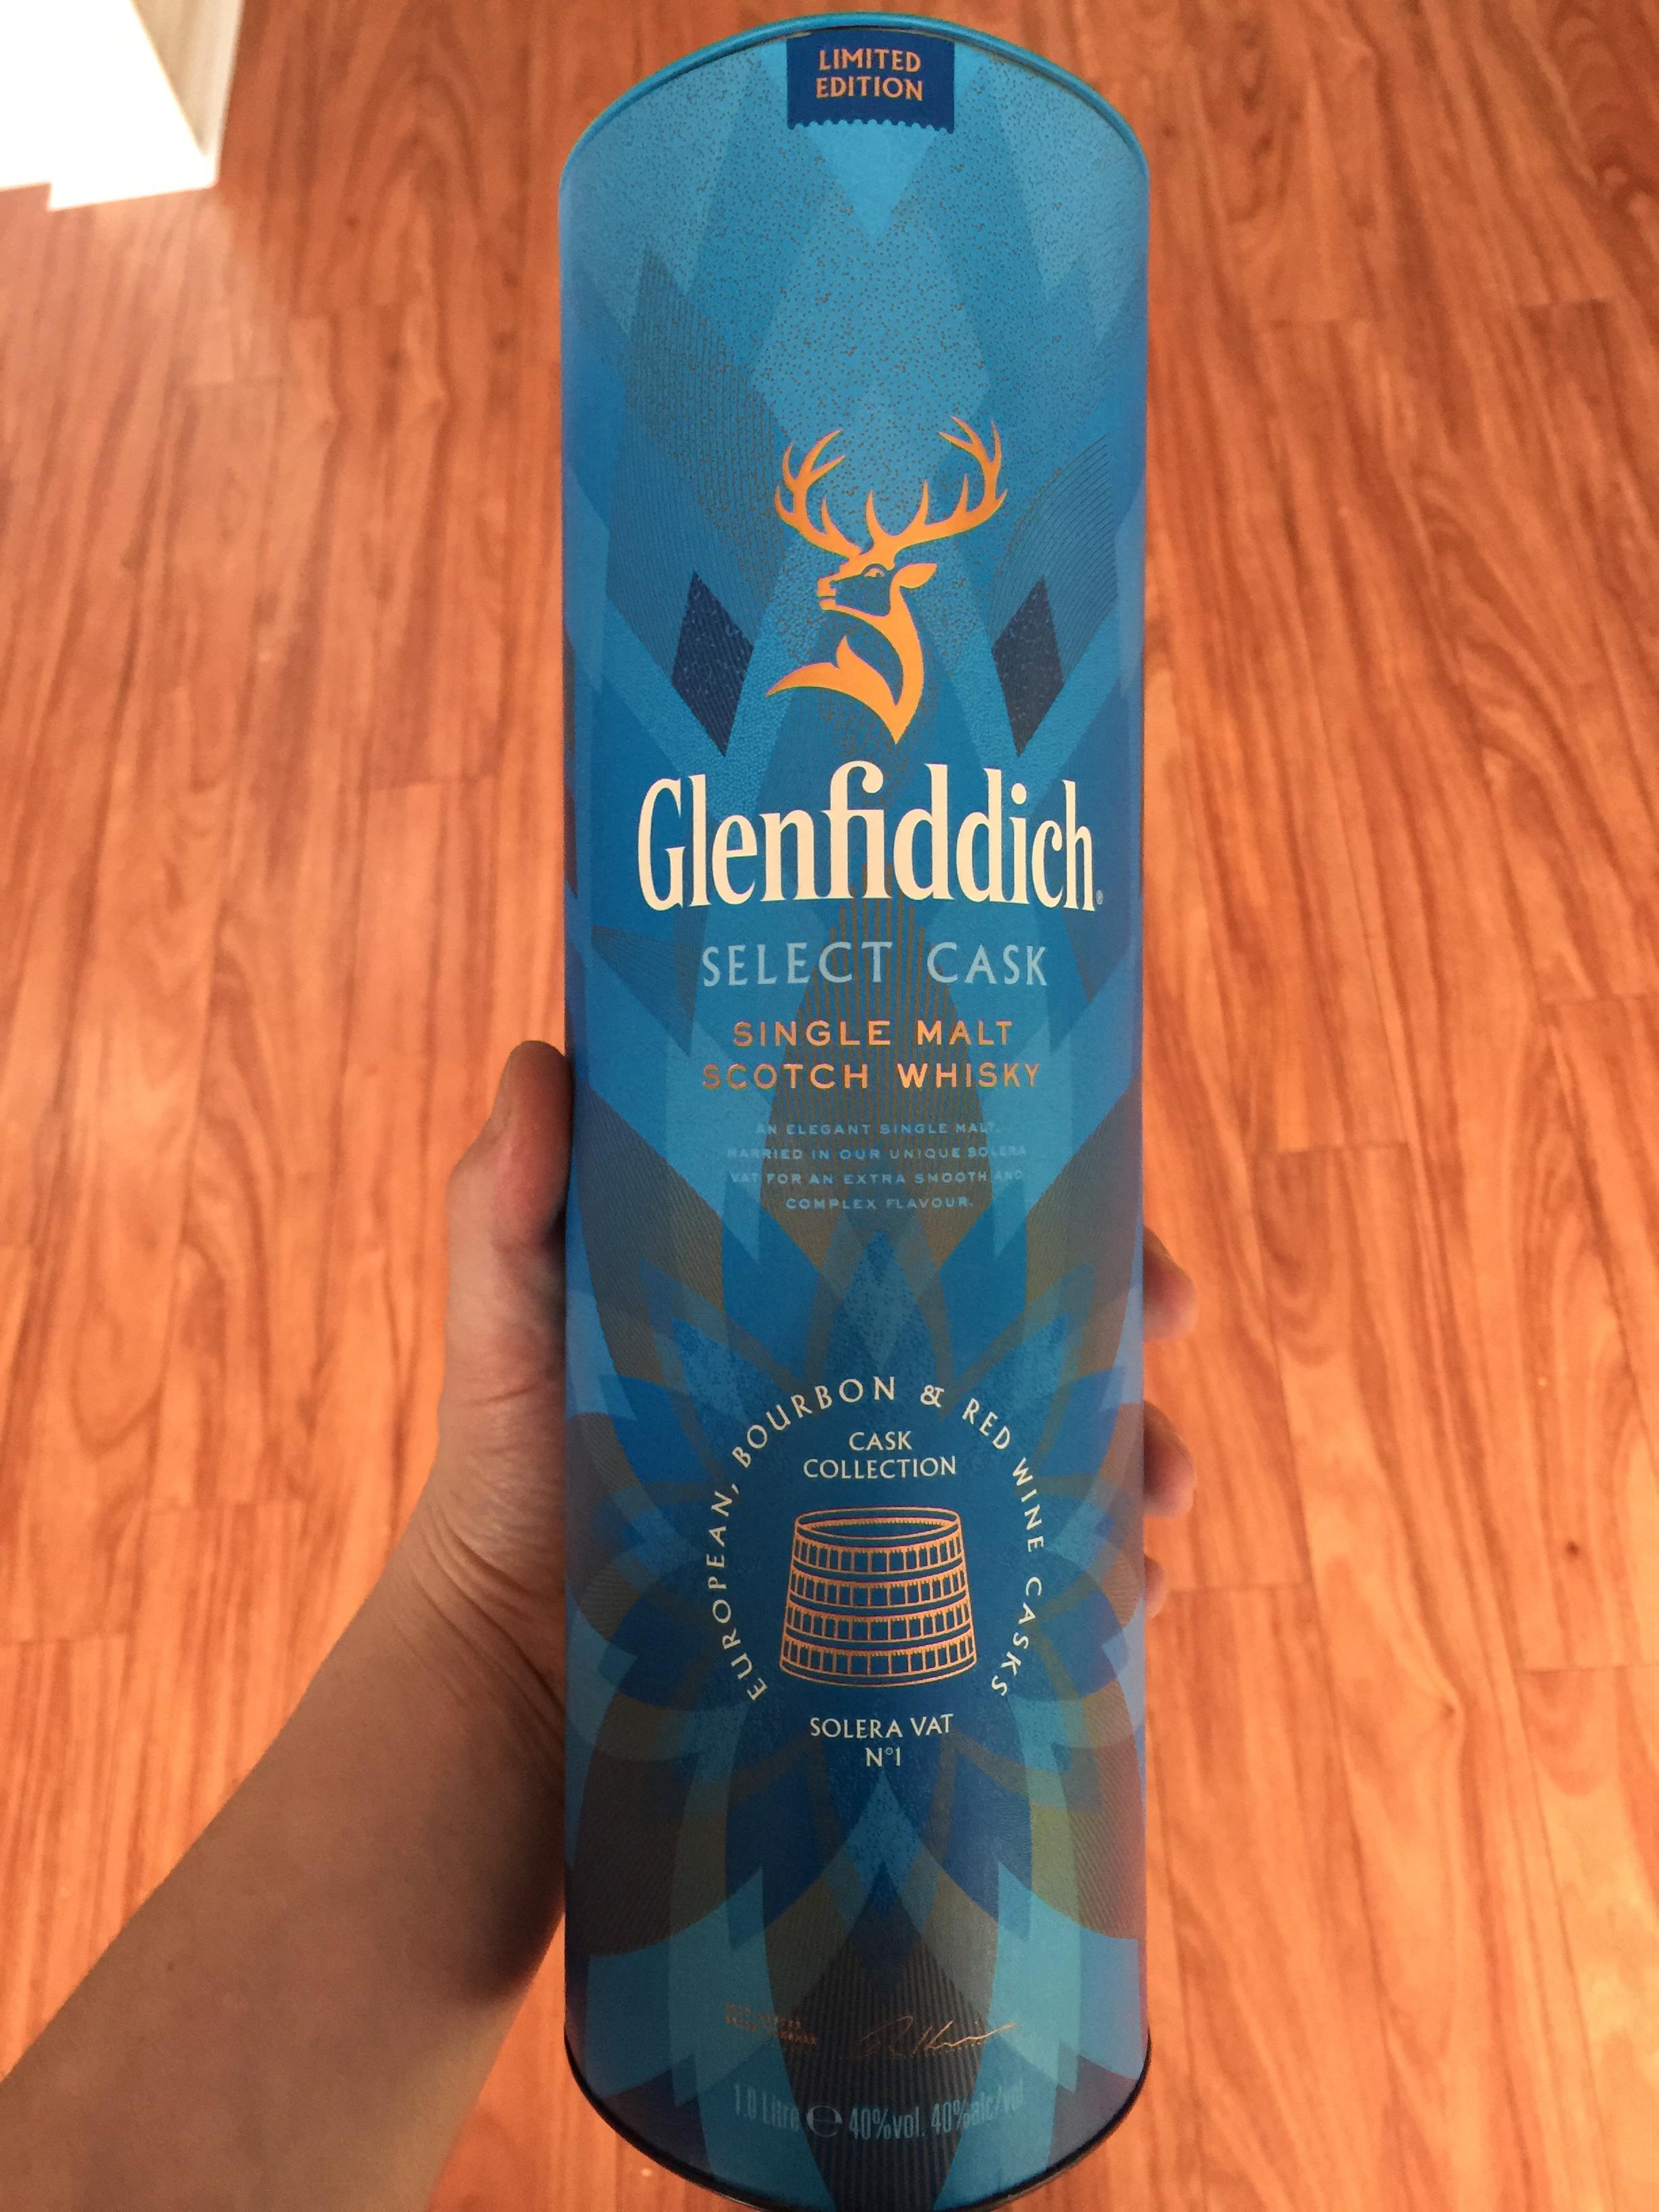 LIMITED
EDITION
Glenfiddich®
SELECT CASK
SINGLE MALT
SCOTCH WHISKY
AN ELEGANT SINGLE MALT,
MARRIED IN OUR UNIQUE SOLERA
VAT FOR AN EXTRA SMOOTH AND
COMPLEX FLAVOUR.
EUROPEAN, BOURBON & RED WINE CASKS
CASK
COLLECTION
SOLERA VAT
Nº1
1.0 Litre ℮ 40%vol. 40%alc/vol